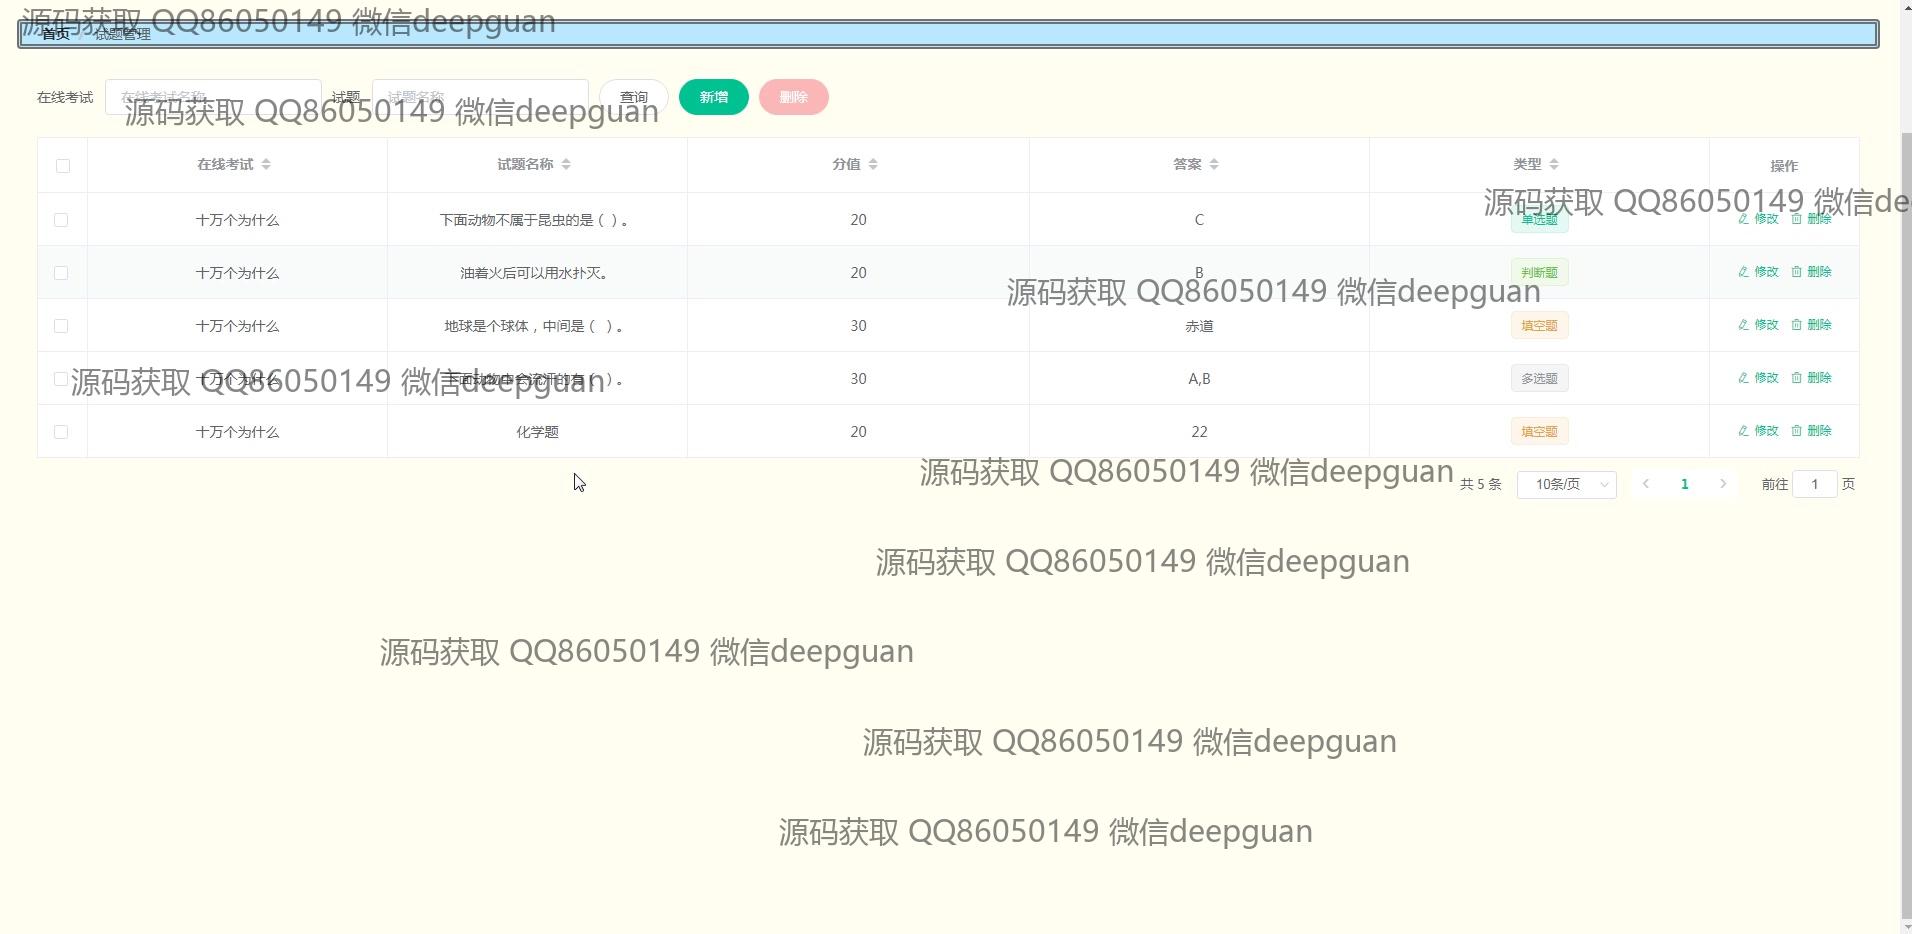 源码获取 QQ86050149 微信deepguan
首页 试题管理
在线考试 在线考试名称 试题 试题名称 查询 新增 删除
源码获取 QQ86050149 微信deepguan
在线考试 试题名称 分值 答案 类型 操作
源码获取 QQ86050149 微信de
十万个为什么 下面动物不属于昆虫的是（ ）。 20 C 单选题 修改 删除
十万个为什么 油着火后可以用水扑灭。 20 B 判断题 修改 删除
源码获取 QQ86050149 微信deepguan
十万个为什么 地球是个球体，中间是（ ）。 30 赤道 填空题 修改 删除
十万个为什么 下面动物中会流汗的有（ ）。 30 A,B 多选题 修改 删除
源码获取 QQ86050149 微信deepguan
十万个为什么 化学题 20 22 填空题 修改 删除
源码获取 QQ86050149 微信deepguan
共 5 条 10条/页 1 前往 1 页
源码获取 QQ86050149 微信deepguan
源码获取 QQ86050149 微信deepguan
源码获取 QQ86050149 微信deepguan
源码获取 QQ86050149 微信deepguan